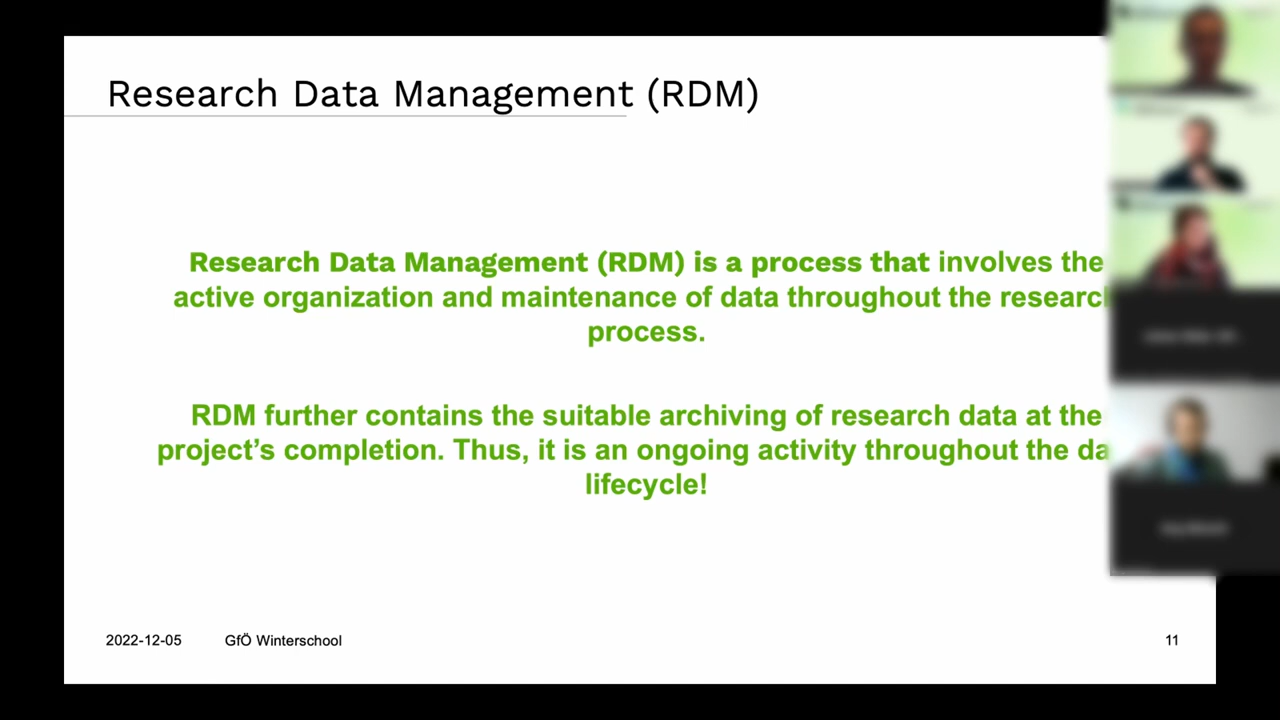 Research Data Management (RDM)
Research Data Management (RDM) is a process that involves the
active organization and maintenance of data throughout the research
process.
RDM further contains the suitable archiving of research data at the
project’s completion. Thus, it is an ongoing activity throughout the da
lifecycle!
2022-12-05 GfÖ Winterschool 11